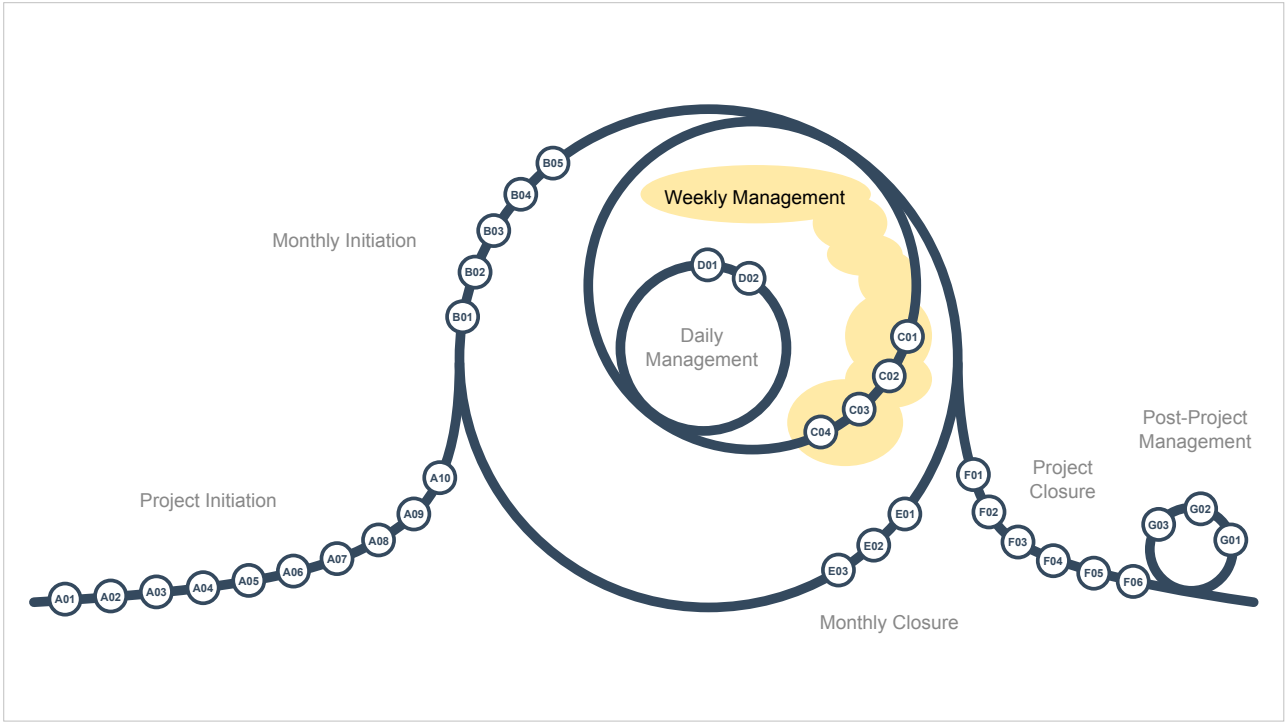 Project Initiation
A01
A02
A03
A04
A05
A06
A07
A08
A09
A10
Monthly Initiation
B01
B02
B03
B04
B05
Weekly Management
C01
C02
C03
C04
Daily
Management
D01
D02
Monthly Closure
E01
E02
E03
Project
Closure
F01
F02
F03
F04
F05
F06
Post-Project
Management
G01
G02
G03